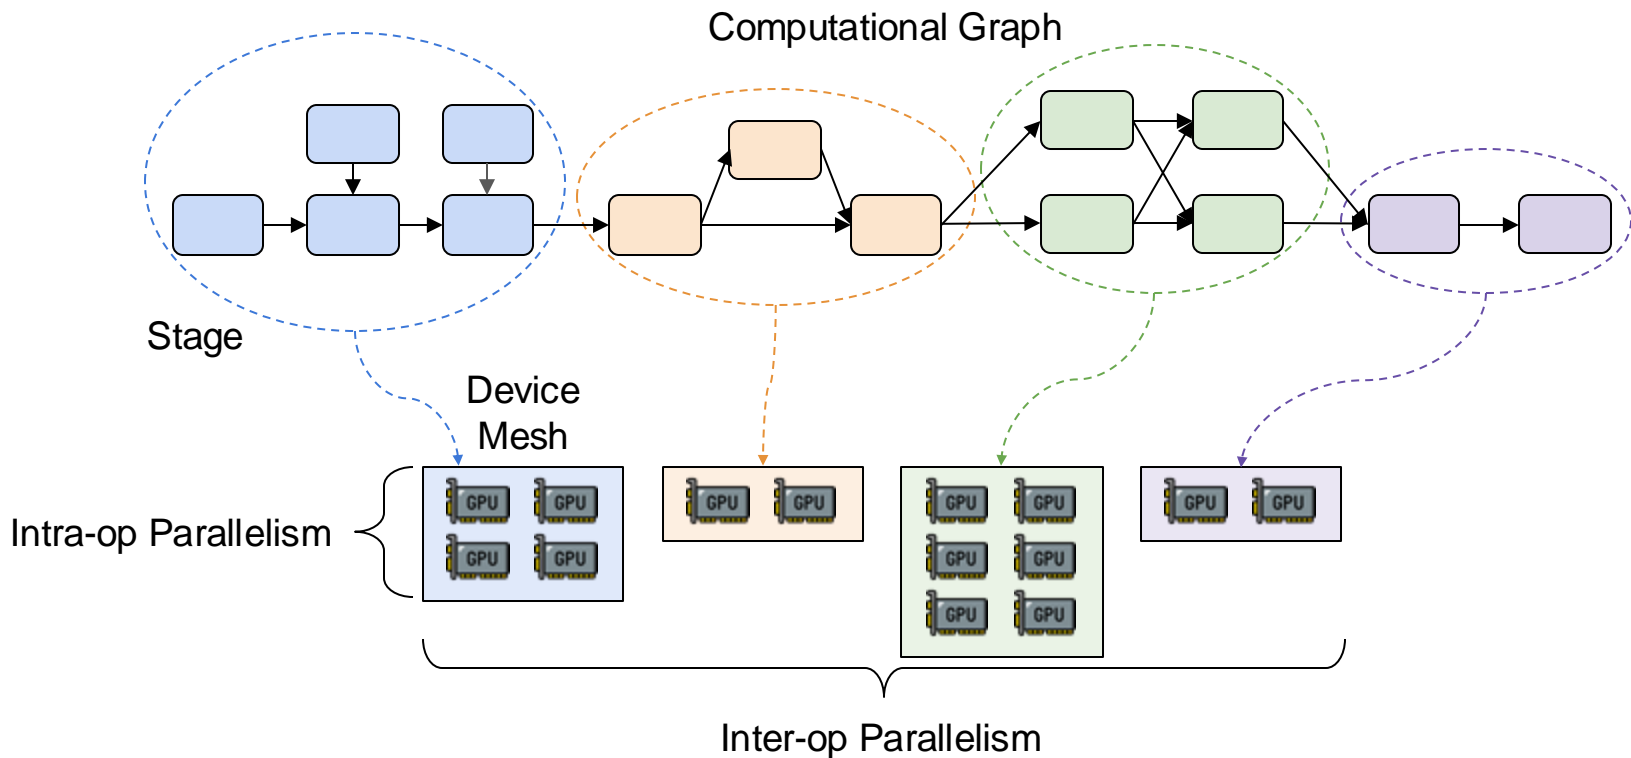 Computational Graph
Stage
Device
Mesh
GPU GPU GPU GPU GPU GPU GPU GPU
Intra-op Parallelism
GPU GPU GPU GPU
GPU GPU
Inter-op Parallelism